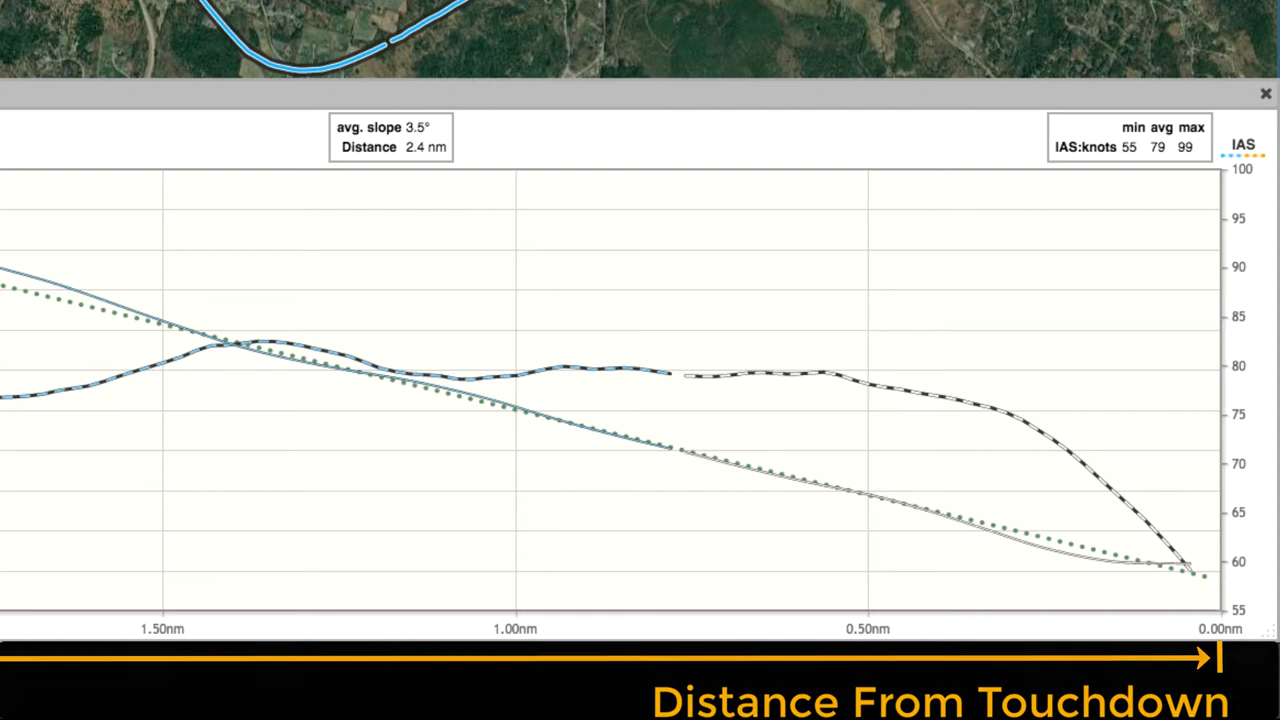 ✖
avg. slope 3.5°
Distance 2.4 nm
min avg max
IAS:knots 55 79 99
IAS
100
95
90
85
80
75
70
65
60
55
1.50nm 1.00nm 0.50nm 0.00nm
Distance From Touchdown